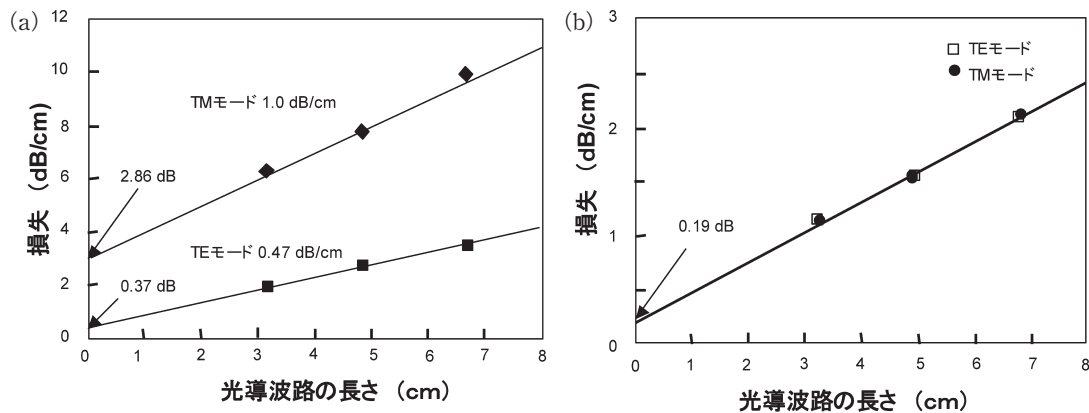 (a)
12
10
8
6
4
2
0
損失 (dB/cm)
TMモード 1.0 dB/cm
2.86 dB
TEモード 0.47 dB/cm
0.37 dB
0 1 2 3 4 5 6 7 8
光導波路の長さ (cm)
(b)
3
2
1
0
損失 (dB/cm)
TEモード
TMモード
0.19 dB
0 1 2 3 4 5 6 7 8
光導波路の長さ (cm)